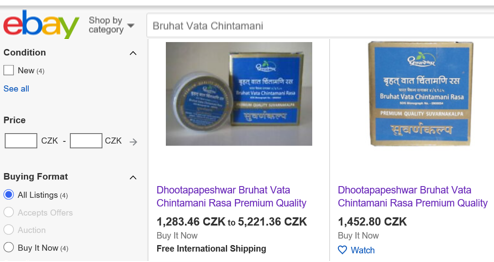 ebay
Shop by
category
Bruhat Vata Chintamani
Condition
New (4)
See all
Price
CZK - CZK
Buying Format
All Listings (4)
Accepts Offers
Auction
Buy It Now (4)
बृहत् वात चिंतामणि रस
Bruhat Vata Chintamani Rasa
PREMIUM QUALITY SUVARNAKALPA
सुवर्णकल्प
Dhootapapeshwar Bruhat Vata
Chintamani Rasa Premium Quality
1,283.46 CZK to 5,221.36 CZK
Buy It Now
Free International Shipping
बृहत् वात चिंतामणि रस
Bruhat Vata Chintamani Rasa
PREMIUM QUALITY SUVARNAKALPA
सुवर्णकल्प
Dhootapapeshwar Bruhat Vata
Chintamani Rasa Premium Quality
1,452.80 CZK
Buy It Now
Watch